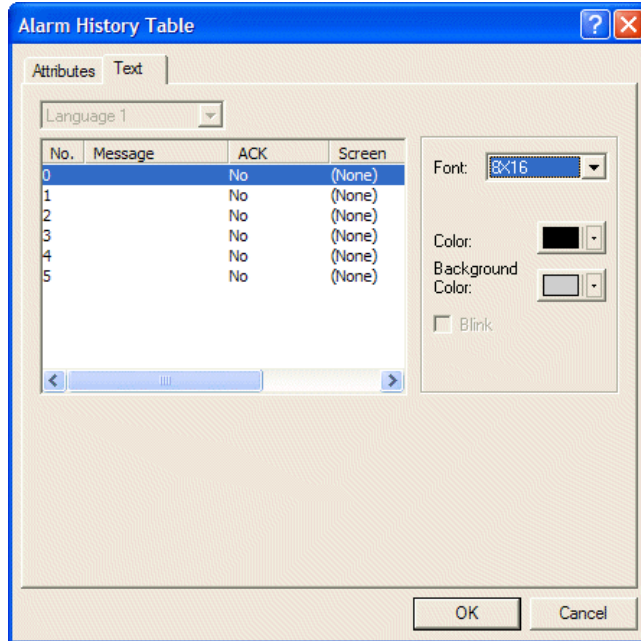 Alarm History Table
Attributes Text
Language 1
No. Message ACK Screen
0 No (None)
1 No (None)
2 No (None)
3 No (None)
4 No (None)
5 No (None)
Font: 8X16
Color:
Background
Color:
Blink
OK Cancel